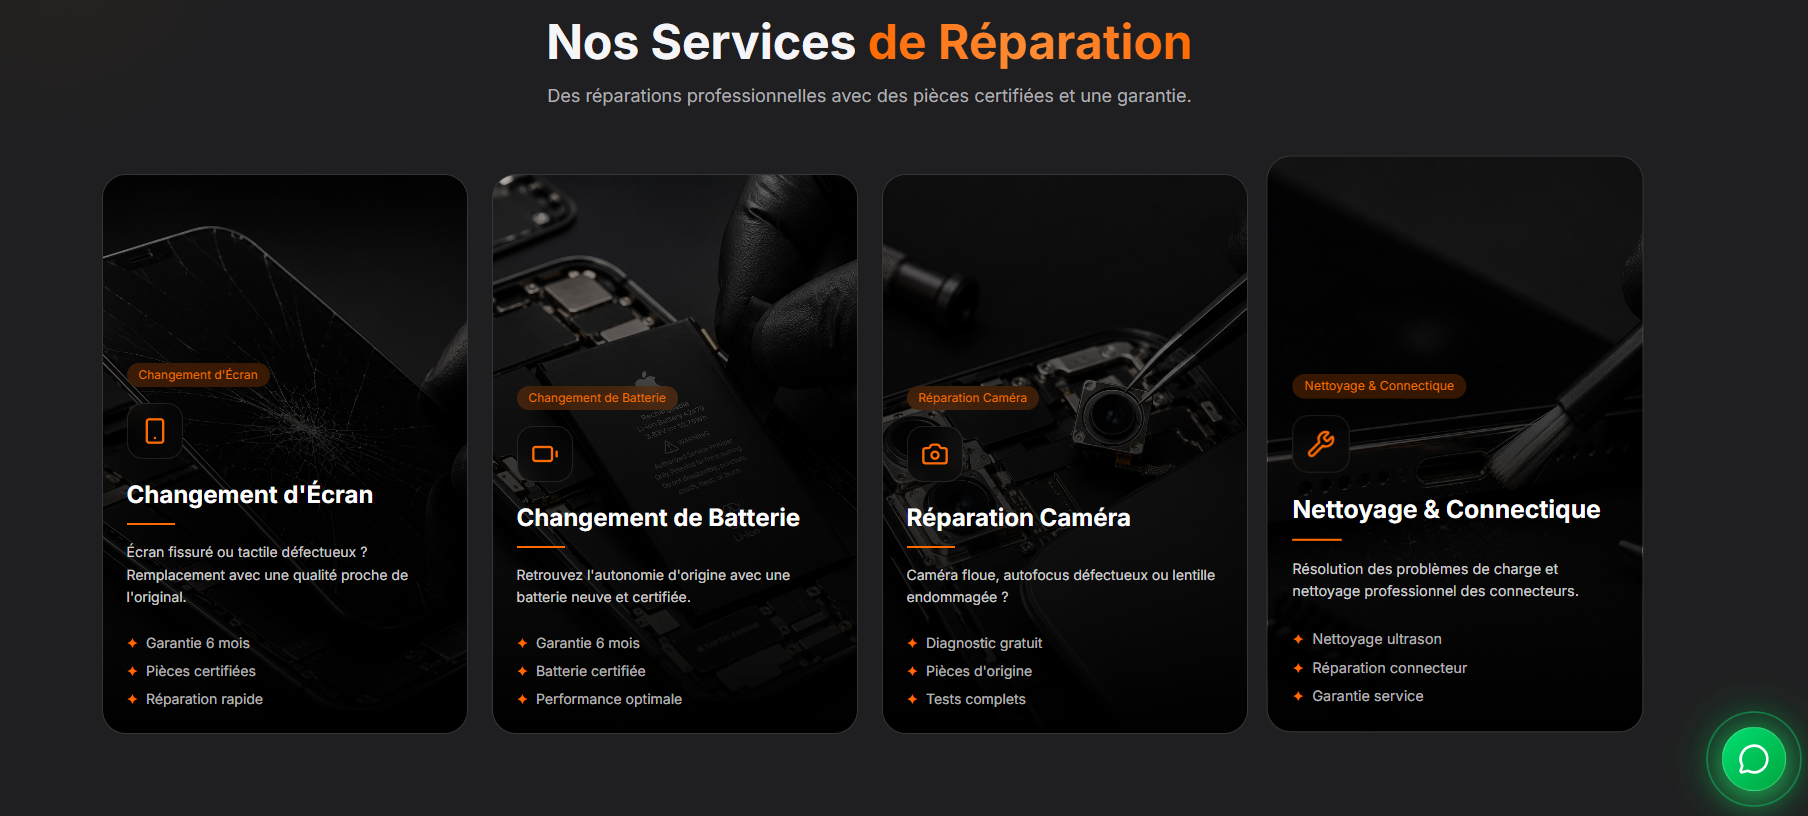 Nos Services de Réparation
Des réparations professionnelles avec des pièces certifiées et une garantie.
Changement d'Écran
Changement d'Écran
Écran fissuré ou tactile défectueux ?
Remplacement avec une qualité proche de
l'original.
Garantie 6 mois
Pièces certifiées
Réparation rapide
Changement de Batterie
Changement de Batterie
Retrouvez l'autonomie d'origine avec une
batterie neuve et certifiée.
Garantie 6 mois
Batterie certifiée
Performance optimale
Réparation Caméra
Réparation Caméra
Caméra floue, autofocus défectueux ou lentille
endommagée ?
Diagnostic gratuit
Pièces d'origine
Tests complets
Nettoyage & Connectique
Nettoyage & Connectique
Résolution des problèmes de charge et
nettoyage professionnel des connecteurs.
Nettoyage ultrason
Réparation connecteur
Garantie service